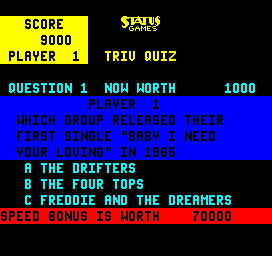 SCORE
9000
PLAYER 1
STATUS
GAMES
TRIV QUIZ
QUESTION 1 NOW WORTH 1000
PLAYER 1
WHICH GROUP RELEASED THEIR
FIRST SINGLE "BABY I NEED
YOUR LOVING" IN 1965
A THE DRIFTERS
B THE FOUR TOPS
C FREDDIE AND THE DREAMERS
SPEED BONUS IS WORTH 70000